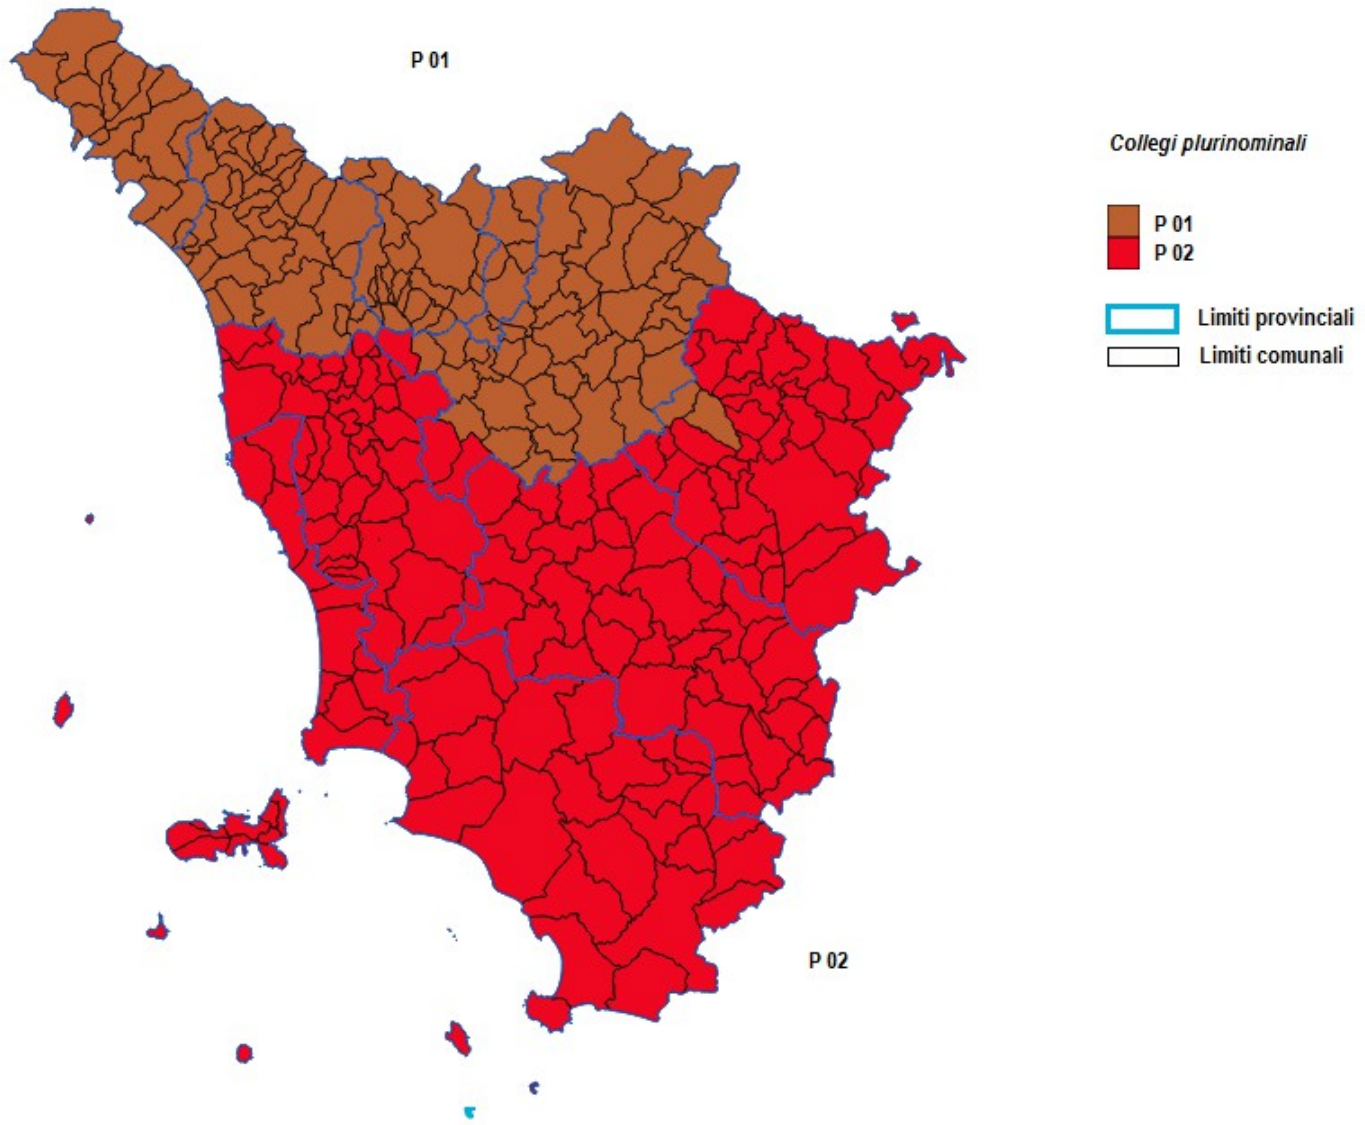 P 01
Collegi plurinominali
P 01
P 02
Limiti provinciali
Limiti comunali
P 02